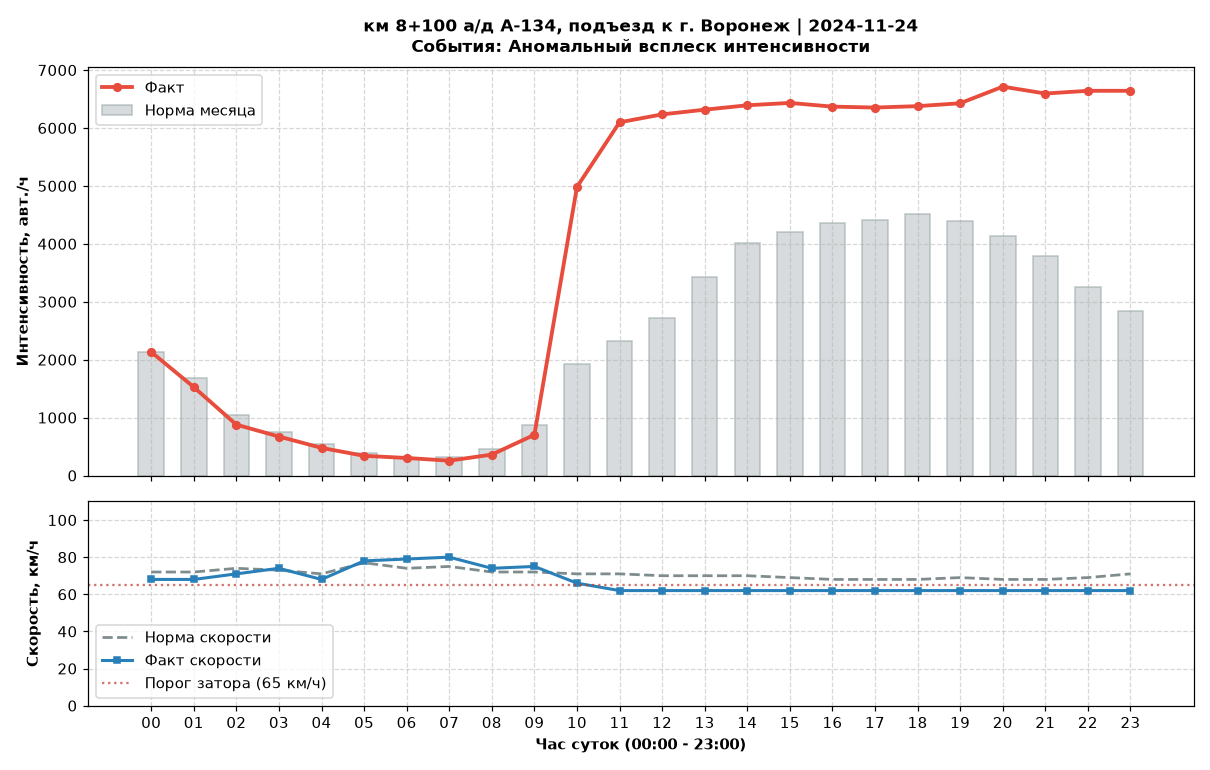 км 8+100 а/д А-134, подъезд к г. Воронеж | 2024-11-24
События: Аномальный всплеск интенсивности
7000
6000
5000
4000
3000
2000
1000
0
Интенсивность, авт./ч
Факт
Норма месяца
100
80
60
40
20
0
Скорость, км/ч
Норма скорости
Факт скорости
Порог затора (65 км/ч)
00 01 02 03 04 05 06 07 08 09 10 11 12 13 14 15 16 17 18 19 20 21 22 23
Час суток (00:00 - 23:00)